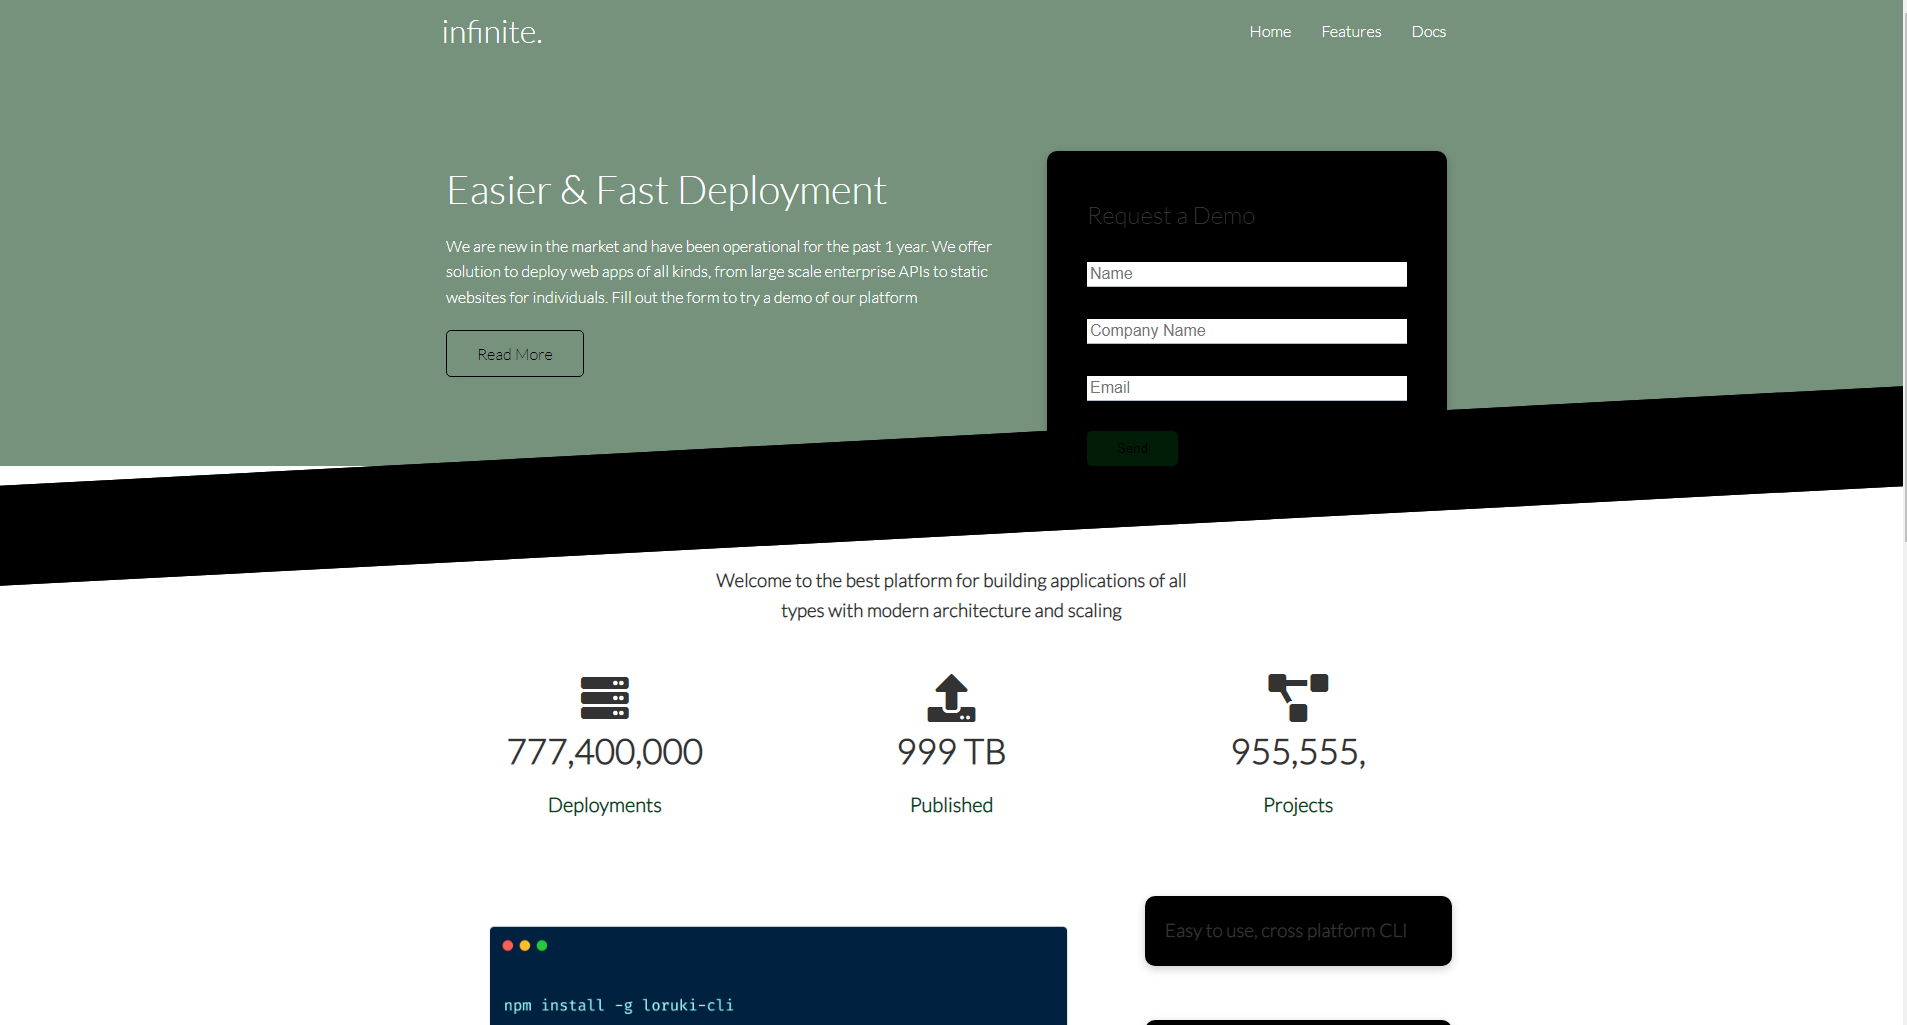 infinite.
Home Features Docs
Easier & Fast Deployment
We are new in the market and have been operational for the past 1 year. We offer
solution to deploy web apps of all kinds, from large scale enterprise APIs to static
websites for individuals. Fill out the form to try a demo of our platform
Read More
Request a Demo
Name
Company Name
Email
Send
Welcome to the best platform for building applications of all
types with modern architecture and scaling
777,400,000
Deployments
999 TB
Published
955,555,
Projects
npm install -g loruki-cli
Easy to use, cross platform CLI